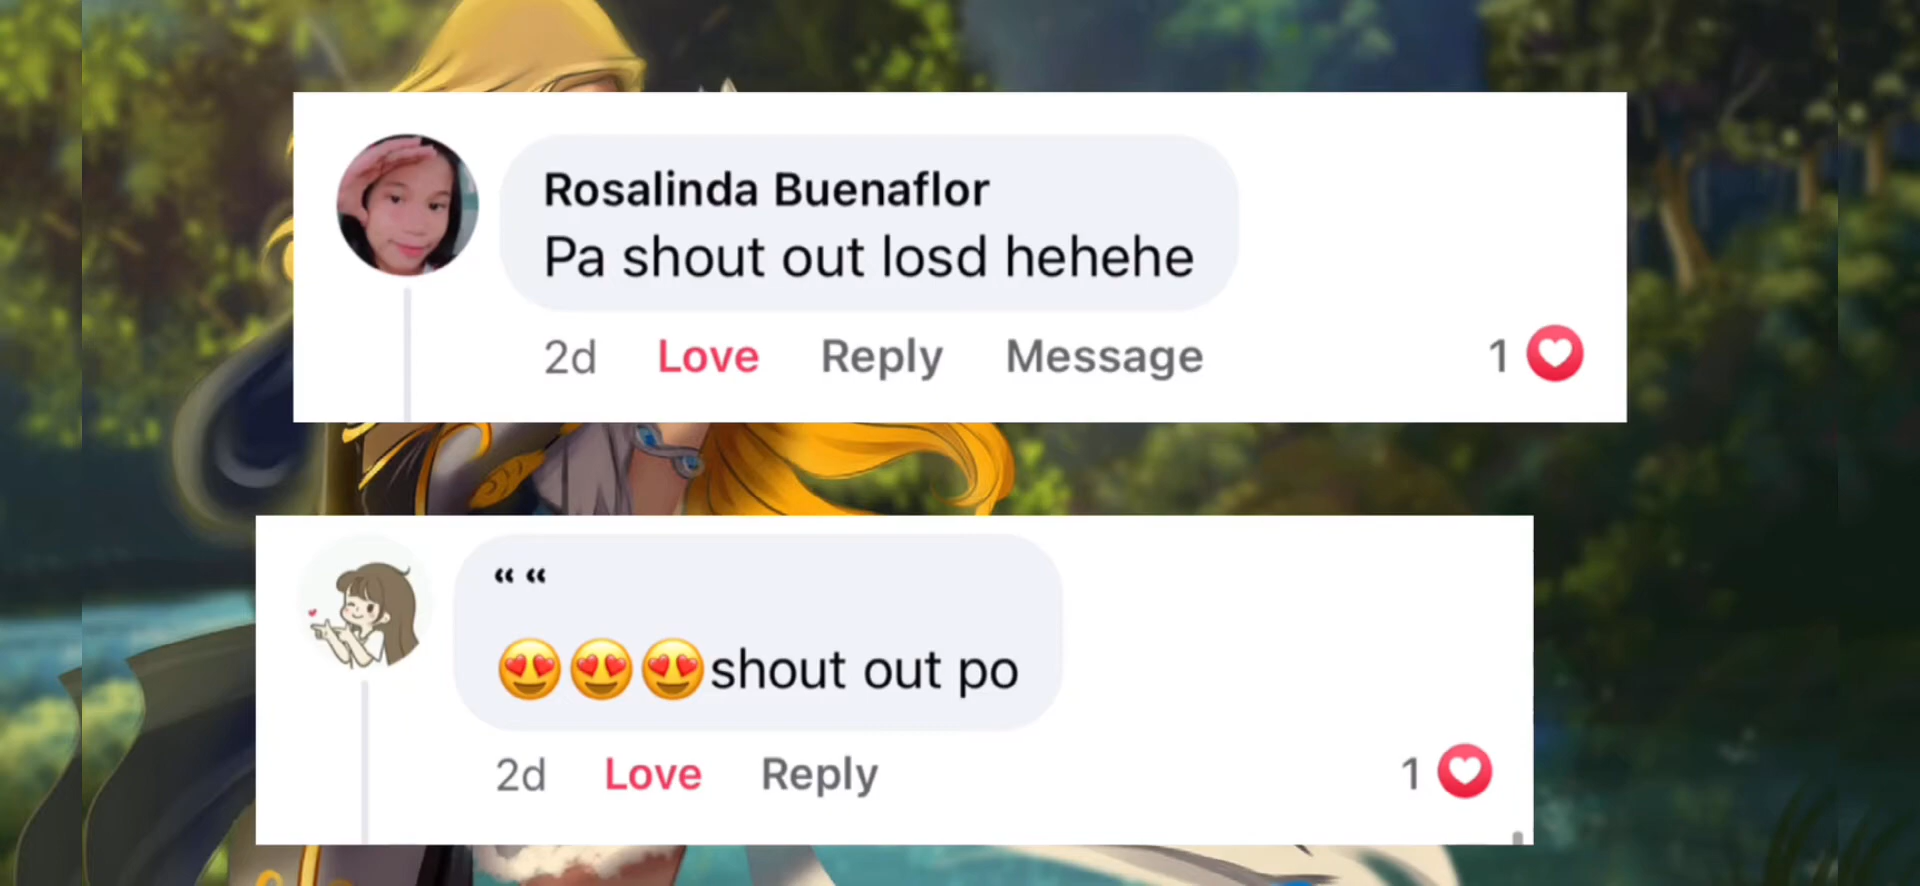 Rosalinda Buenaflor
Pa shout out losd hehehe
2d Love Reply Message 1
“ “
😍😍😍shout out po
2d Love Reply 1